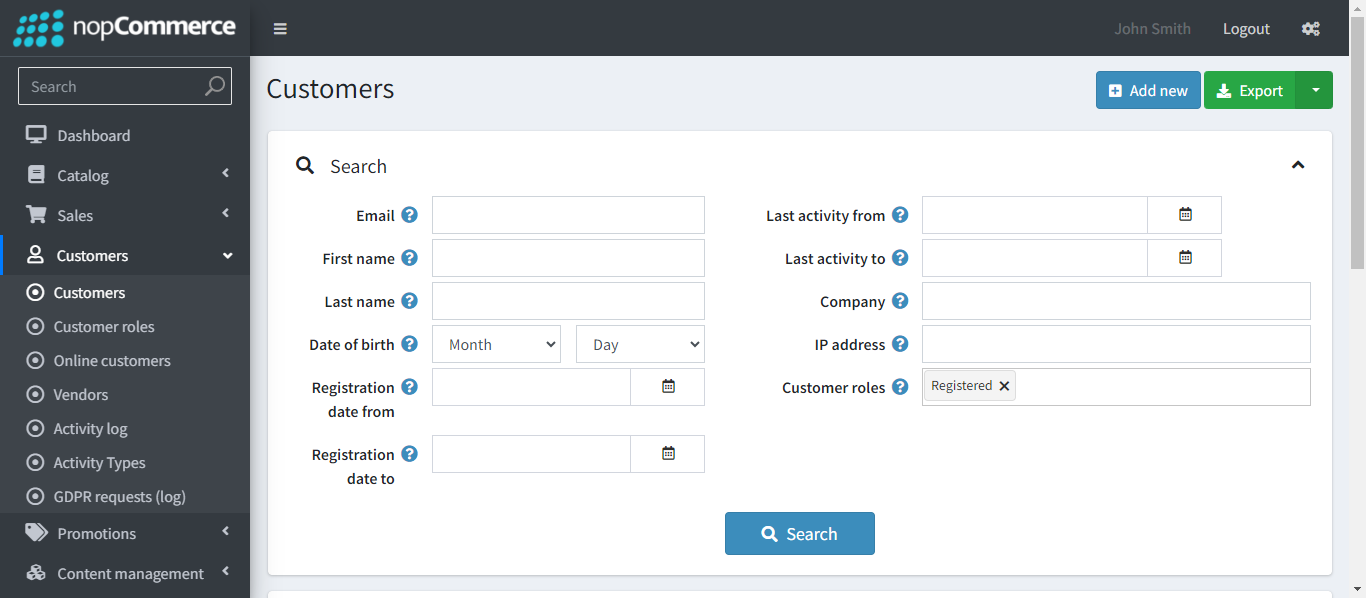 nopCommerce
John Smith
Logout
Search
Dashboard
Catalog
Sales
Customers
Customers
Customer roles
Online customers
Vendors
Activity log
Activity Types
GDPR requests (log)
Promotions
Content management
Customers
Add new
Export
Search
Email
First name
Last name
Date of birth
Month
Day
Registration
date from
Registration
date to
Last activity from
Last activity to
Company
IP address
Customer roles
Registered
Search